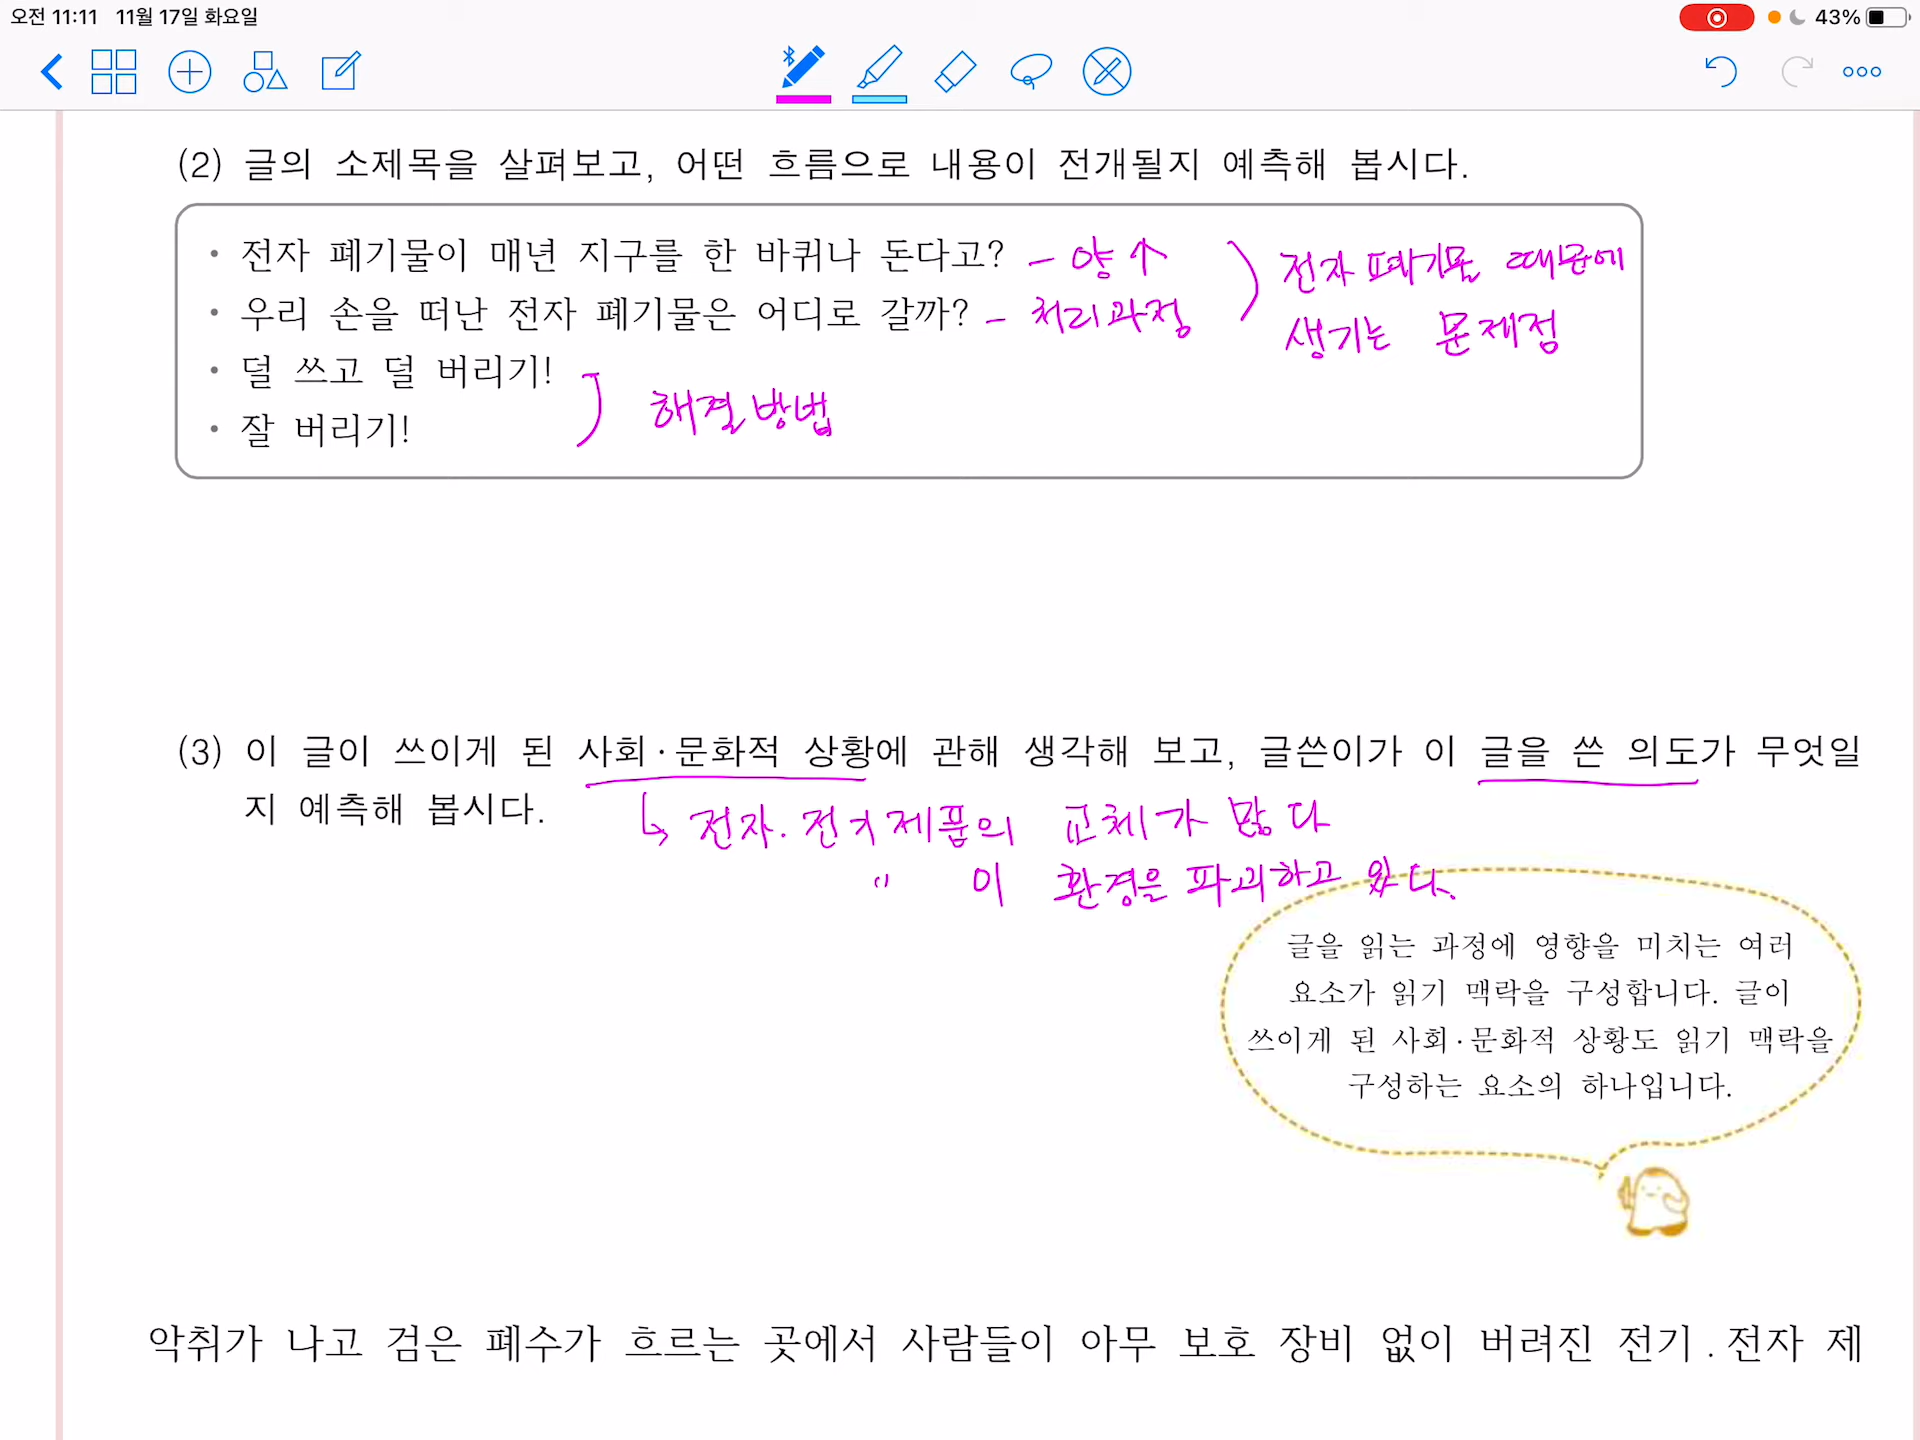 오전 11:11 11월 17일 화요일
43%
(2) 글의 소제목을 살펴보고, 어떤 흐름으로 내용이 전개될지 예측해 봅시다.
• 전자 폐기물이 매년 지구를 한 바퀴나 돈다고? - 양↑
• 우리 손을 떠난 전자 폐기물은 어디로 갈까? - 처리과정
전자 폐기물 때문에
생기는 문제점
• 덜 쓰고 덜 버리기!
• 잘 버리기!
해결방법
(3) 이 글이 쓰이게 된 사회·문화적 상황에 관해 생각해 보고, 글쓴이가 이 글을 쓴 의도가 무엇일
지 예측해 봅시다.
↳ 전자. 전기제품의 교체가 많다
〃 이 환경을 파괴하고 있다.
글을 읽는 과정에 영향을 미치는 여러
요소가 읽기 맥락을 구성합니다. 글이
쓰이게 된 사회·문화적 상황도 읽기 맥락을
구성하는 요소의 하나입니다.
악취가 나고 검은 폐수가 흐르는 곳에서 사람들이 아무 보호 장비 없이 버려진 전기 . 전자 제